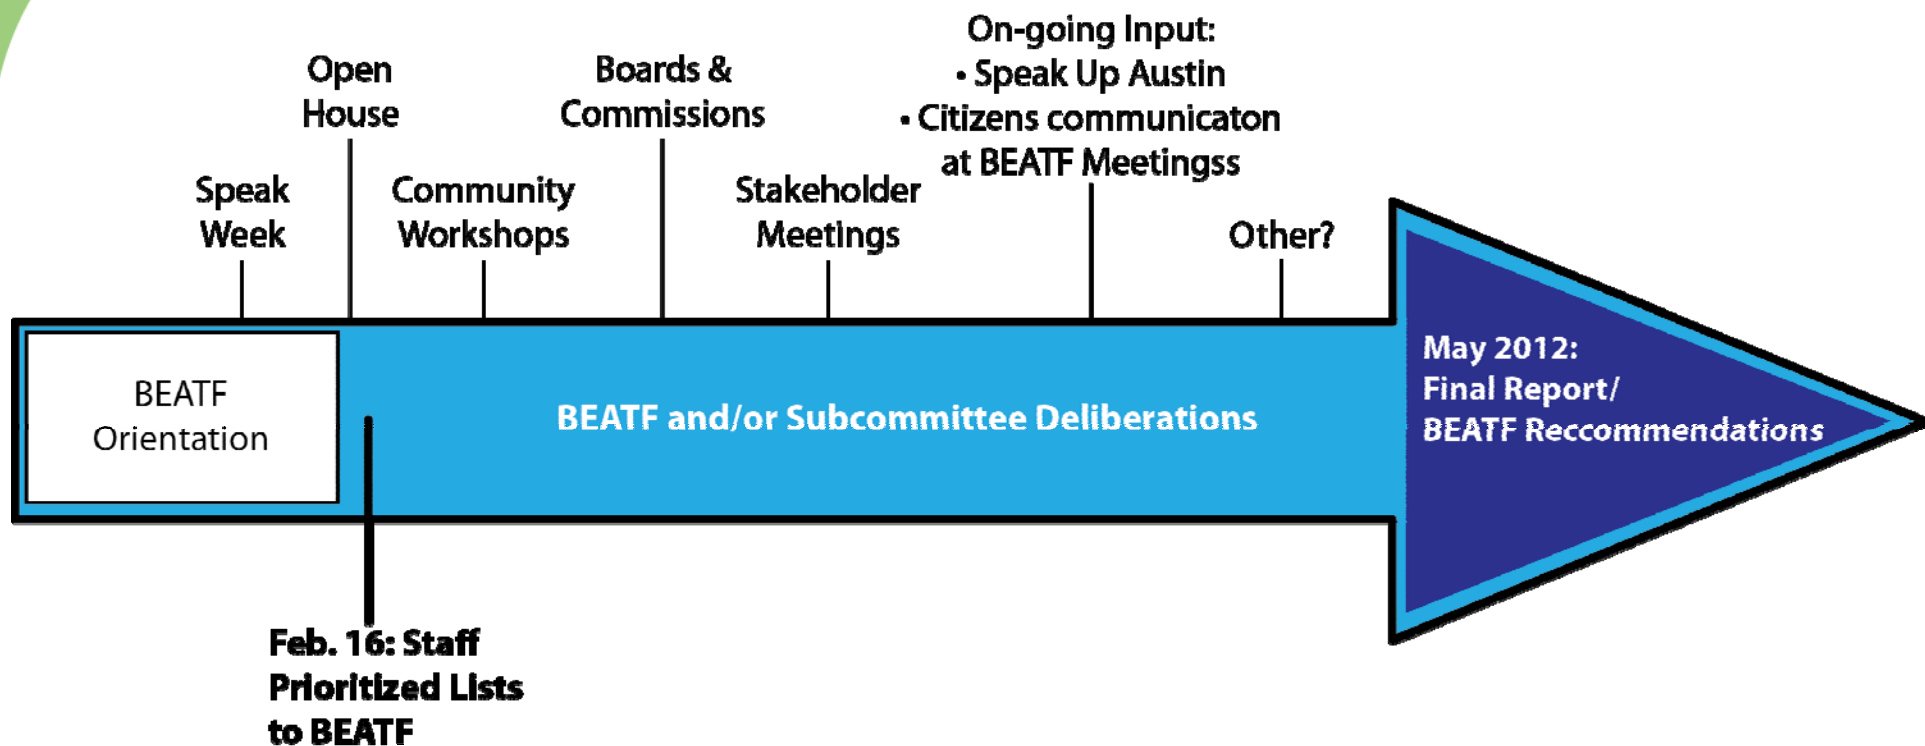 On-going Input:
• Speak Up Austin
• Citizens communicaton
at BEATF Meetingss
Open
House
Boards &
Commissions
Speak
Week
Community
Workshops
Stakeholder
Meetings
Other?
BEATF
Orientation
BEATF and/or Subcommittee Deliberations
May 2012:
Final Report/
BEATF Reccommendations
Feb. 16: Staff
Prioritized Lists
to BEATF